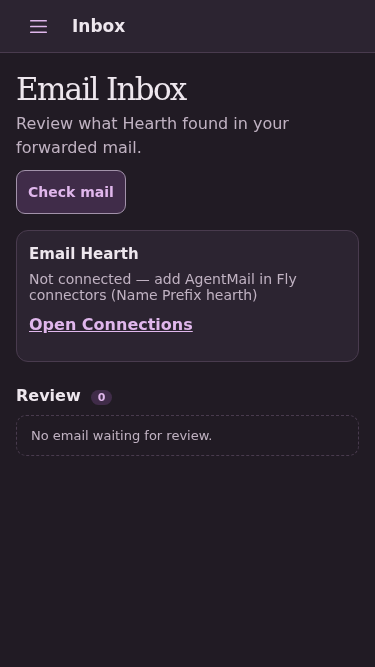 Inbox
Email Inbox
Review what Hearth found in your
forwarded mail.
Check mail
Email Hearth
Not connected — add AgentMail in Fly
connectors (Name Prefix hearth)
Open Connections
Review 0
No email waiting for review.